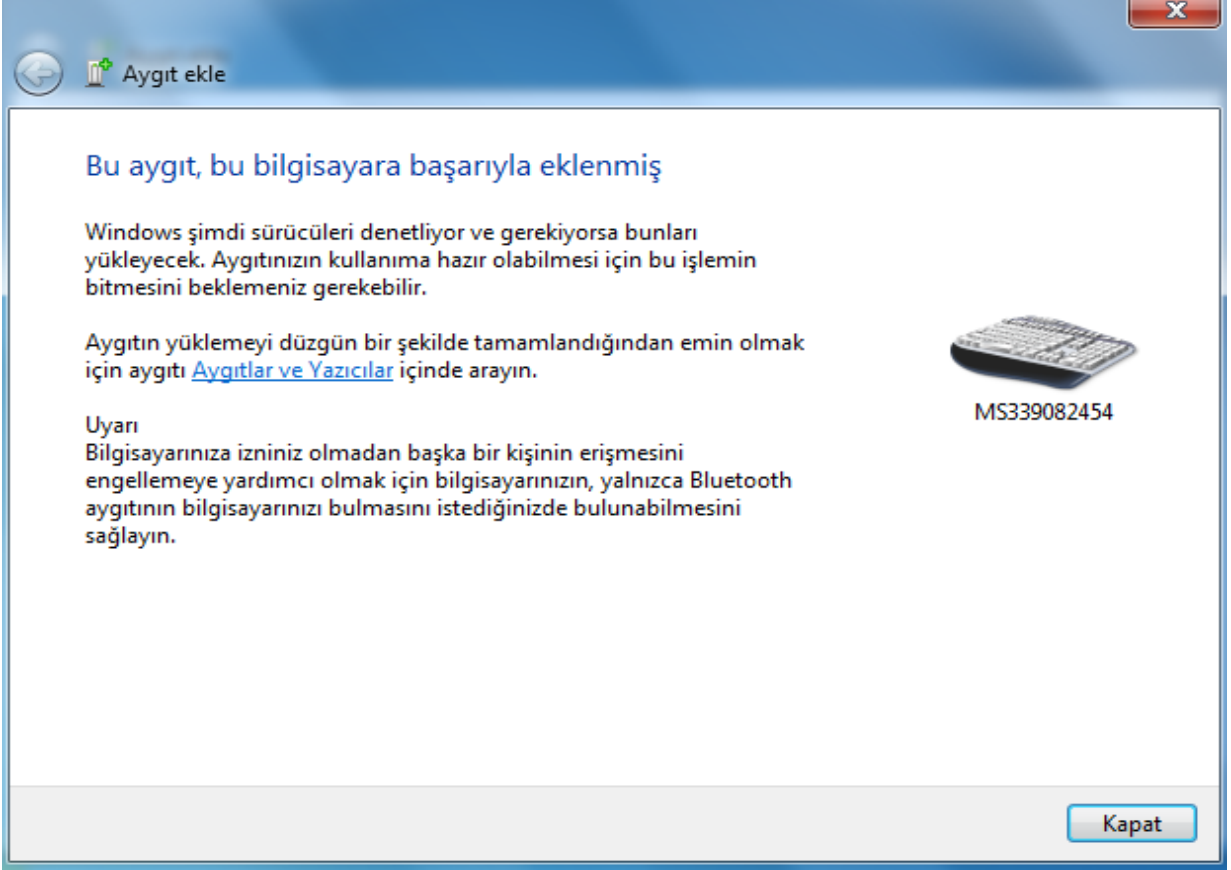 Aygıt ekle
Bu aygıt, bu bilgisayara başarıyla eklenmiş
Windows şimdi sürücüleri denetliyor ve gerekiyorsa bunları
yükleyecek. Aygıtınızın kullanıma hazır olabilmesi için bu işlemin
bitmesini beklemeniz gerekebilir.
Aygıtın yüklemeyi düzgün bir şekilde tamamlandığından emin olmak
için aygıtı Aygıtlar ve Yazıcılar içinde arayın.
MS339082454
Uyarı
Bilgisayarınıza izniniz olmadan başka bir kişinin erişmesini
engellemeye yardımcı olmak için bilgisayarınızın, yalnızca Bluetooth
aygıtının bilgisayarınızı bulmasını istediğinizde bulunabilmesini
sağlayın.
Kapat